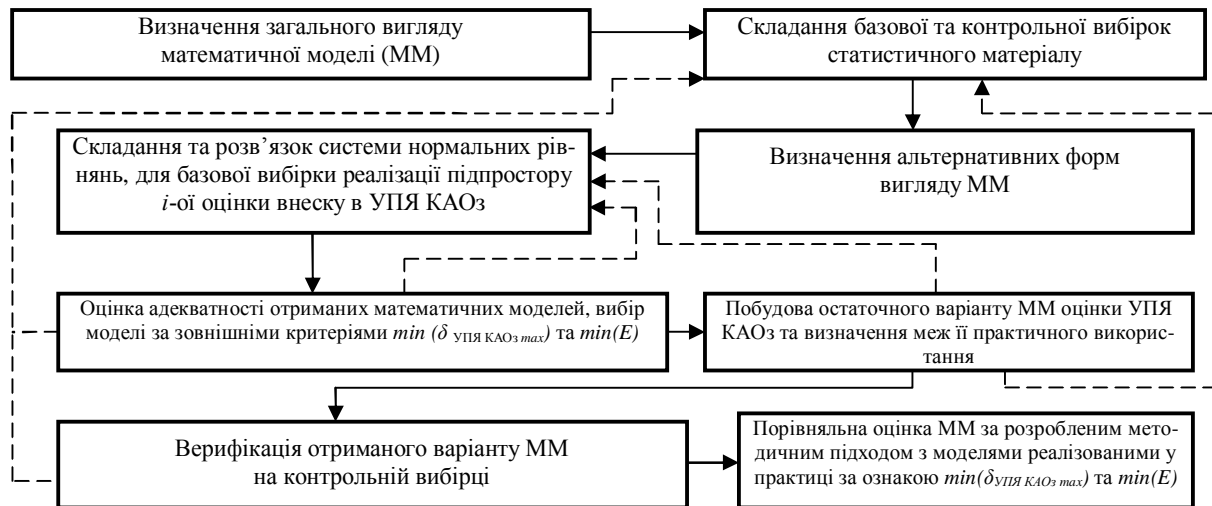 Визначення загального вигляду
математичної моделі (ММ)
Складання базової та контрольної вибірок
статистичного матеріалу
Складання та розв’язок системи нормальних рів-
нянь, для базової вибірки реалізації підпростору
i-ої оцінки внеску в УПЯ КАОз
Визначення альтернативних форм
вигляду ММ
Оцінка адекватності отриманих математичних моделей, вибір
моделі за зовнішніми критеріями min (δ УПЯ КАОз max) та min(E)
Побудова остаточного варіанту ММ оцінки УПЯ
КАОз та визначення меж її практичного викорис-
тання
Верифікація отриманого варіанту ММ
на контрольній вибірці
Порівняльна оцінка ММ за розробленим мето-
дичним підходом з моделями реалізованими у
практиці за ознакою min(δУПЯ КАОз max) та min(E)